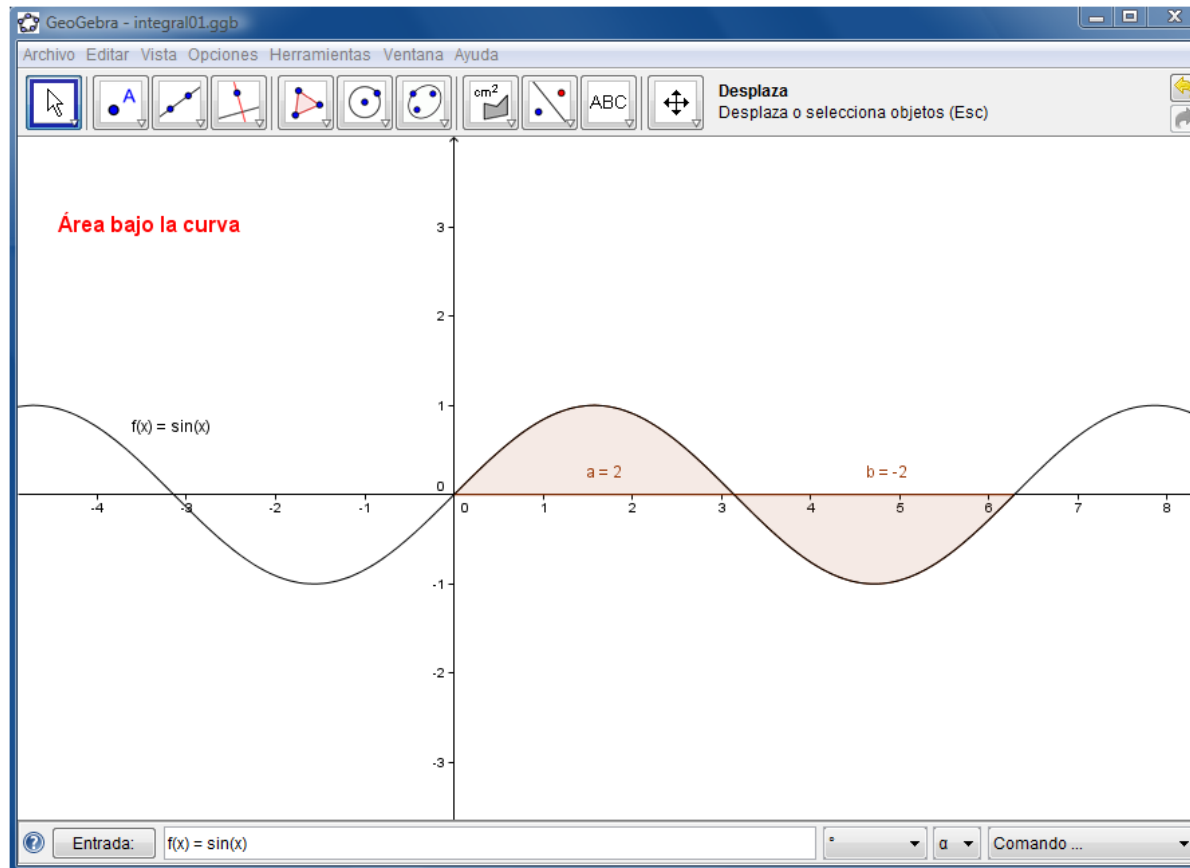 GeoGebra - integral01.ggb
Archivo Editar Vista Opciones Herramientas Ventana Ayuda
A
cm²
ABC
Desplaza
Desplaza o selecciona objetos (Esc)
Área bajo la curva
3
2
1
f(x) = sin(x)
a = 2
b = -2
0
-4 -3 -2 -1 0 1 2 3 4 5 6 7 8
-1
-2
-3
Entrada:
f(x) = sin(x)
°
α
Comando ...